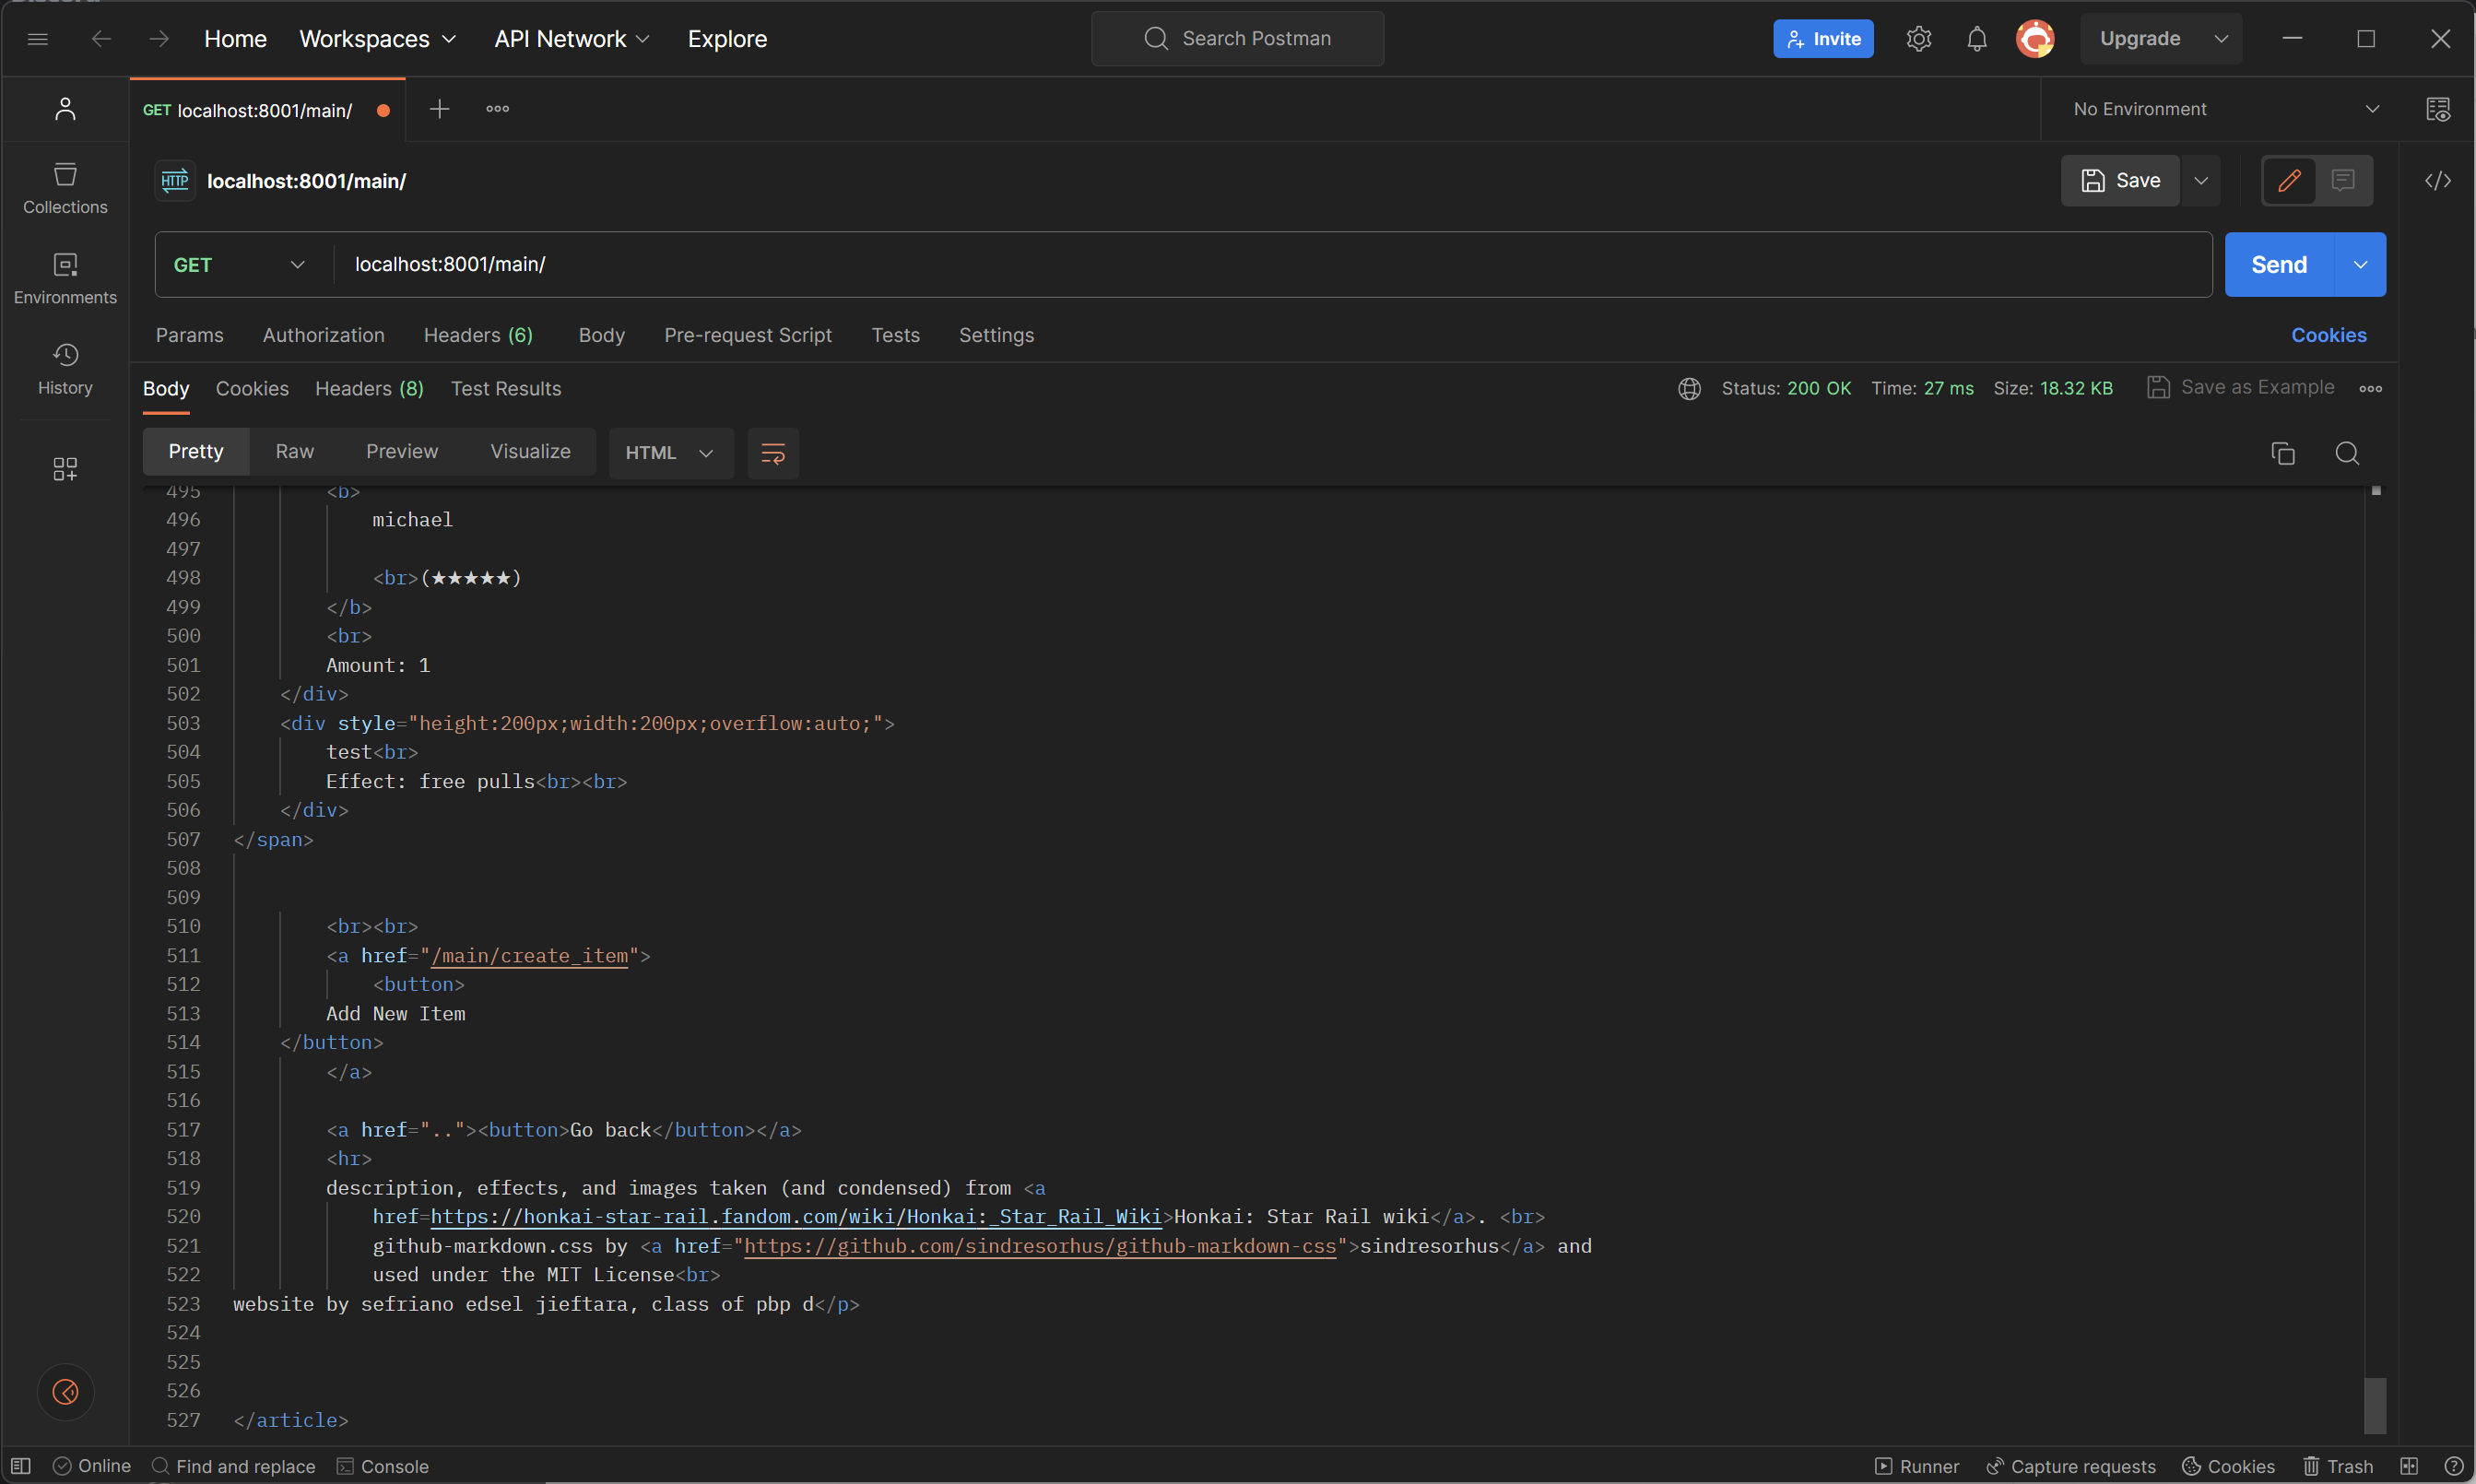 Home Workspaces API Network Explore Search Postman Invite Upgrade
GET localhost:8001/main/ No Environment
HTTP localhost:8001/main/ Save
GET localhost:8001/main/ Send
Params Authorization Headers (6) Body Pre-request Script Tests Settings Cookies
Body Cookies Headers (8) Test Results Status: 200 OK Time: 27 ms Size: 18.32 KB Save as Example
Pretty Raw Preview Visualize HTML
Collections
Environments
History
495 <b>
496 michael
497
498 <br>(★★★★★)
499 </b>
500 <br>
501 Amount: 1
502 </div>
503 <div style="height:200px;width:200px;overflow:auto;">
504 test<br>
505 Effect: free pulls<br><br>
506 </div>
507 </span>
508
509
510 <br><br>
511 <a href="/main/create_item">
512 <button>
513 Add New Item
514 </button>
515 </a>
516
517 <a href=".."><button>Go back</button></a>
518 <hr>
519 description, effects, and images taken (and condensed) from <a
520 href=https://honkai-star-rail.fandom.com/wiki/Honkai:_Star_Rail_Wiki>Honkai: Star Rail wiki</a>. <br>
521 github-markdown.css by <a href="https://github.com/sindresorhus/github-markdown-css">sindresorhus</a> and
522 used under the MIT License<br>
523 website by sefriano edsel jieftara, class of pbp d</p>
524
525
526
527 </article>
Online Find and replace Console Runner Capture requests Cookies Trash